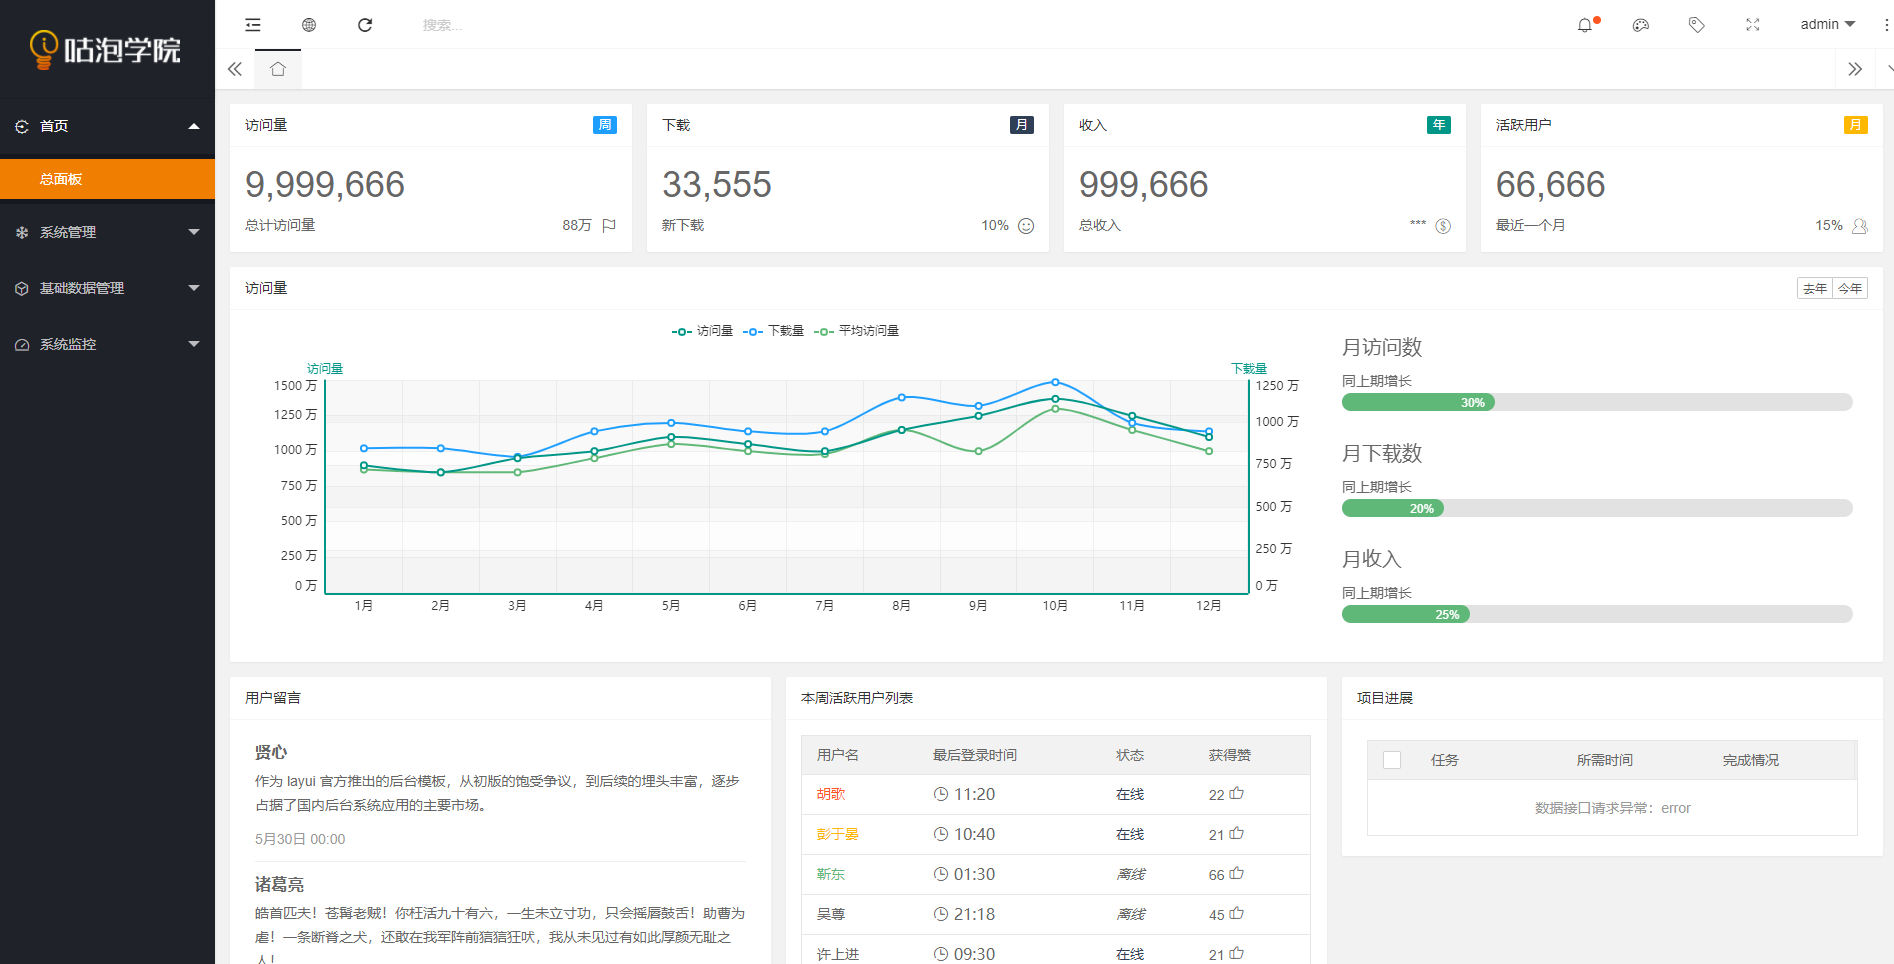 咕泡学院
搜索...
admin
首页
总面板
系统管理
基础数据管理
系统监控
访问量 周
9,999,666
总计访问量 88万
下载 月
33,555
新下载 10%
收入 年
999,666
总收入 ***
活跃用户 月
66,666
最近一个月 15%
访问量 去年 今年
访问量 下载量 平均访问量
访问量 下载量
1500 万 1250 万
1250 万 1000 万
1000 万 750 万
750 万 500 万
500 万 250 万
250 万 0 万
0 万
1月 2月 3月 4月 5月 6月 7月 8月 9月 10月 11月 12月
月访问数
同上期增长
30%
月下载数
同上期增长
20%
月收入
同上期增长
25%
用户留言
贤心
作为 layui 官方推出的后台模板，从初版的饱受争议，到后续的埋头丰富，逐步
占据了国内后台系统应用的主要市场。
5月30日 00:00
诸葛亮
皓首匹夫！苍髯老贼！你枉活九十有六，一生未立寸功，只会摇唇鼓舌！助曹为
虐！一条断脊之犬，还敢在我军阵前狺狺狂吠，我从未见过有如此厚颜无耻之
人！
本周活跃用户列表
用户名 最后登录时间 状态 获得赞
胡歌 11:20 在线 22
彭于晏 10:40 在线 21
靳东 01:30 离线 66
吴尊 21:18 离线 45
许上进 09:30 在线 21
项目进展
任务 所需时间 完成情况
数据接口请求异常：error